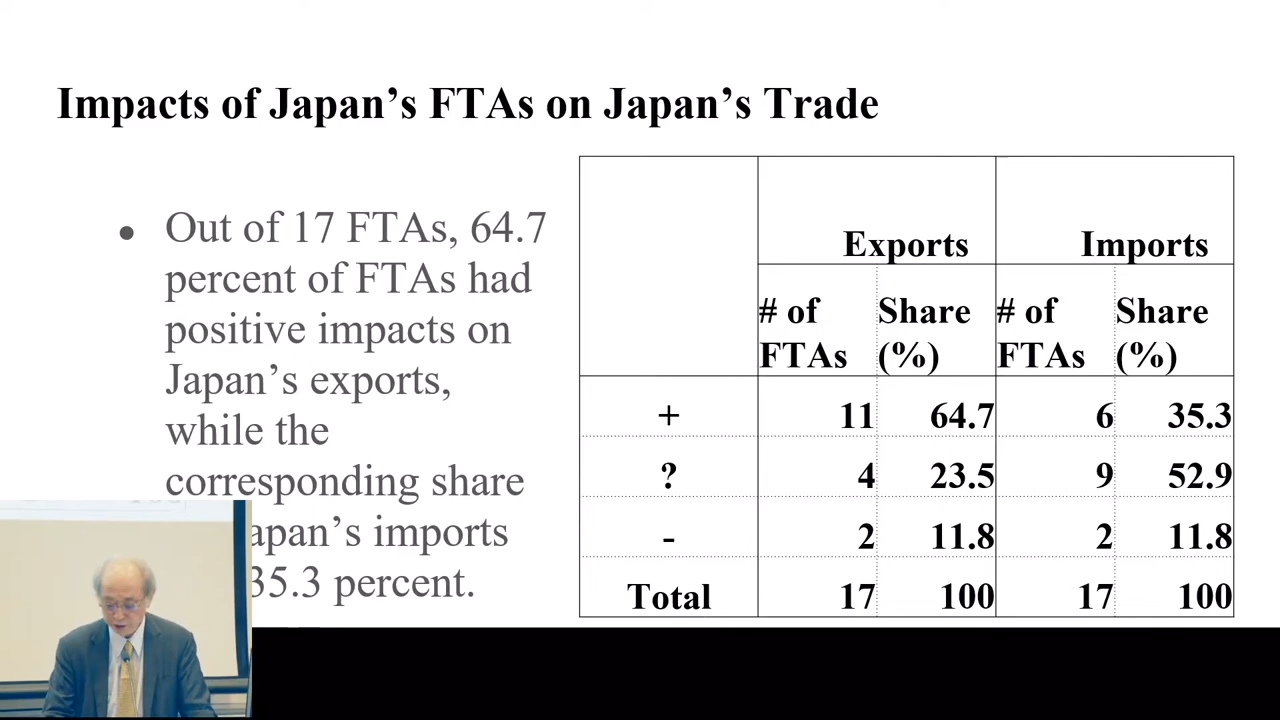 Impacts of Japan's FTAs on Japan's Trade
● Out of 17 FTAs, 64.7
percent of FTAs had
positive impacts on
Japan's exports,
while the
corresponding share
apan's imports
35.3 percent.
Exports Imports
# of FTAs Share (%) # of FTAs Share (%)
+ 11 64.7 6 35.3
? 4 23.5 9 52.9
- 2 11.8 2 11.8
Total 17 100 17 100